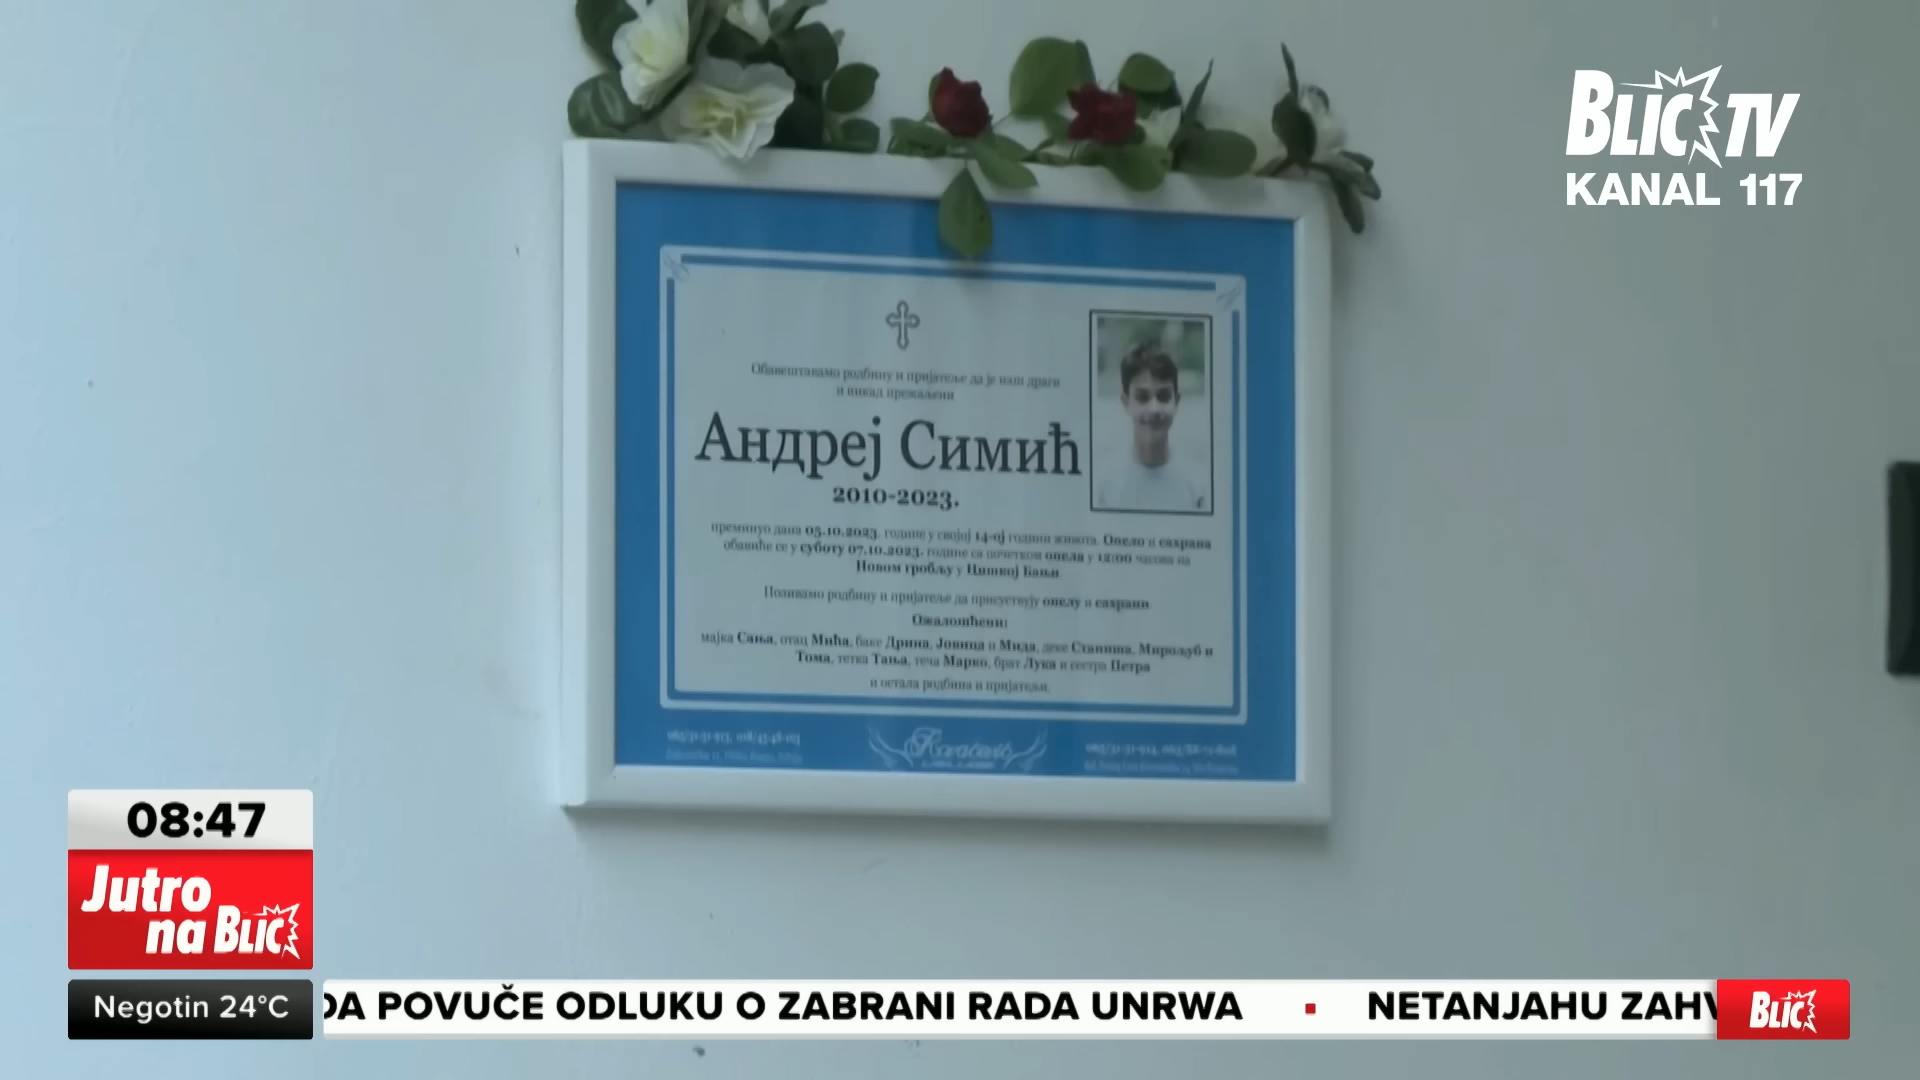 BLIC TV
KANAL 117
Обавештавамо родбину и пријатеље да је наш драги
и никад прежаљени
Андреј Симић
2010-2023.
преминуо дана 05.10.2023. године у својој 14-ој години живота. Опело и сахрана
обавиће се у суботу 07.10.2023. године са почетком опела у 12:00 часова на
Новом гробљу у Нишкој Бањи
Позивамо родбину и пријатеље да присуствују опелу и сахрани
Ожалошћени:
мајка Сања, отац Мића, баке Дрина, Јовица и Мида, деке Станиша, Мирољуб и
Тома, тетка Тања, теча Марко, брат Лука и сестра Петра
и остала родбина и пријатељи.
08:47
Jutro
na BLIC
Negotin 24°C
DA POVUČE ODLUKU O ZABRANI RADA UNRWA ▪ NETANJAHU ZAHV
BLIC